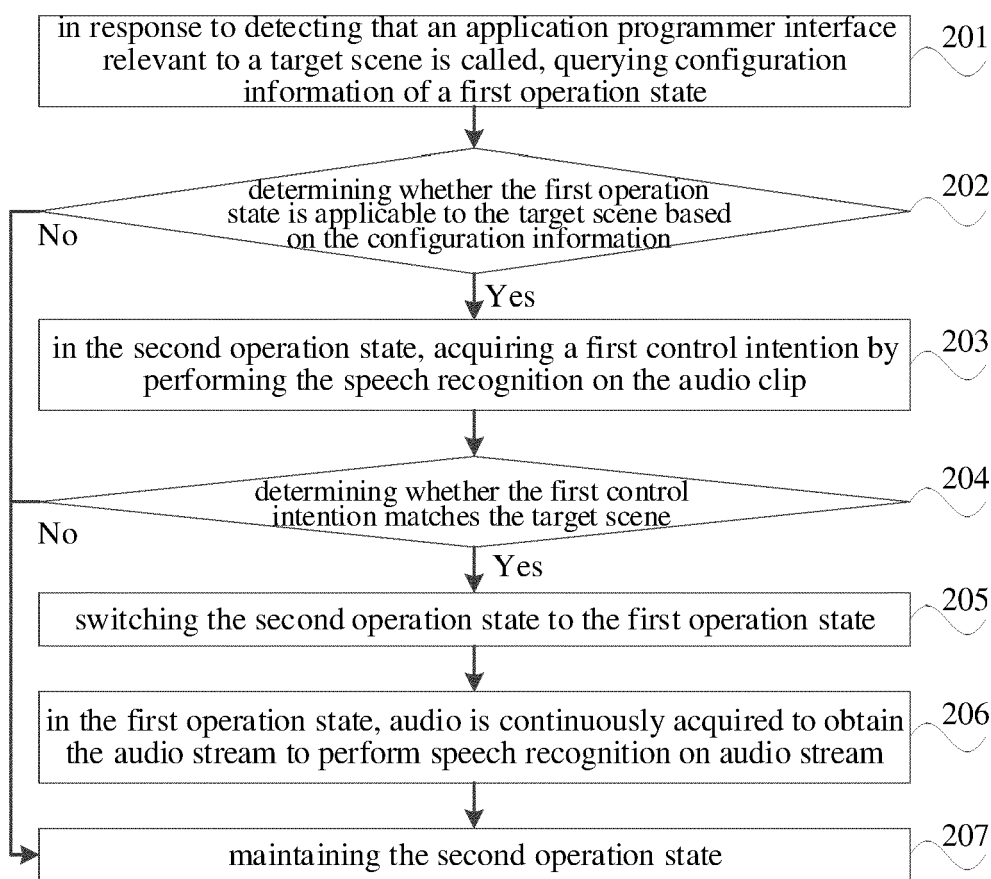 in response to detecting that an application programmer interface
relevant to a target scene is called, querying configuration
information of a first operation state
201
determining whether the first operation
state is applicable to the target scene based
on the configuration information
202
No
Yes
in the second operation state, acquiring a first control intention by
performing the speech recognition on the audio clip
203
determining whether the first control
intention matches the target scene
204
No
Yes
switching the second operation state to the first operation state
205
in the first operation state, audio is continuously acquired to obtain
the audio stream to perform speech recognition on audio stream
206
maintaining the second operation state
207